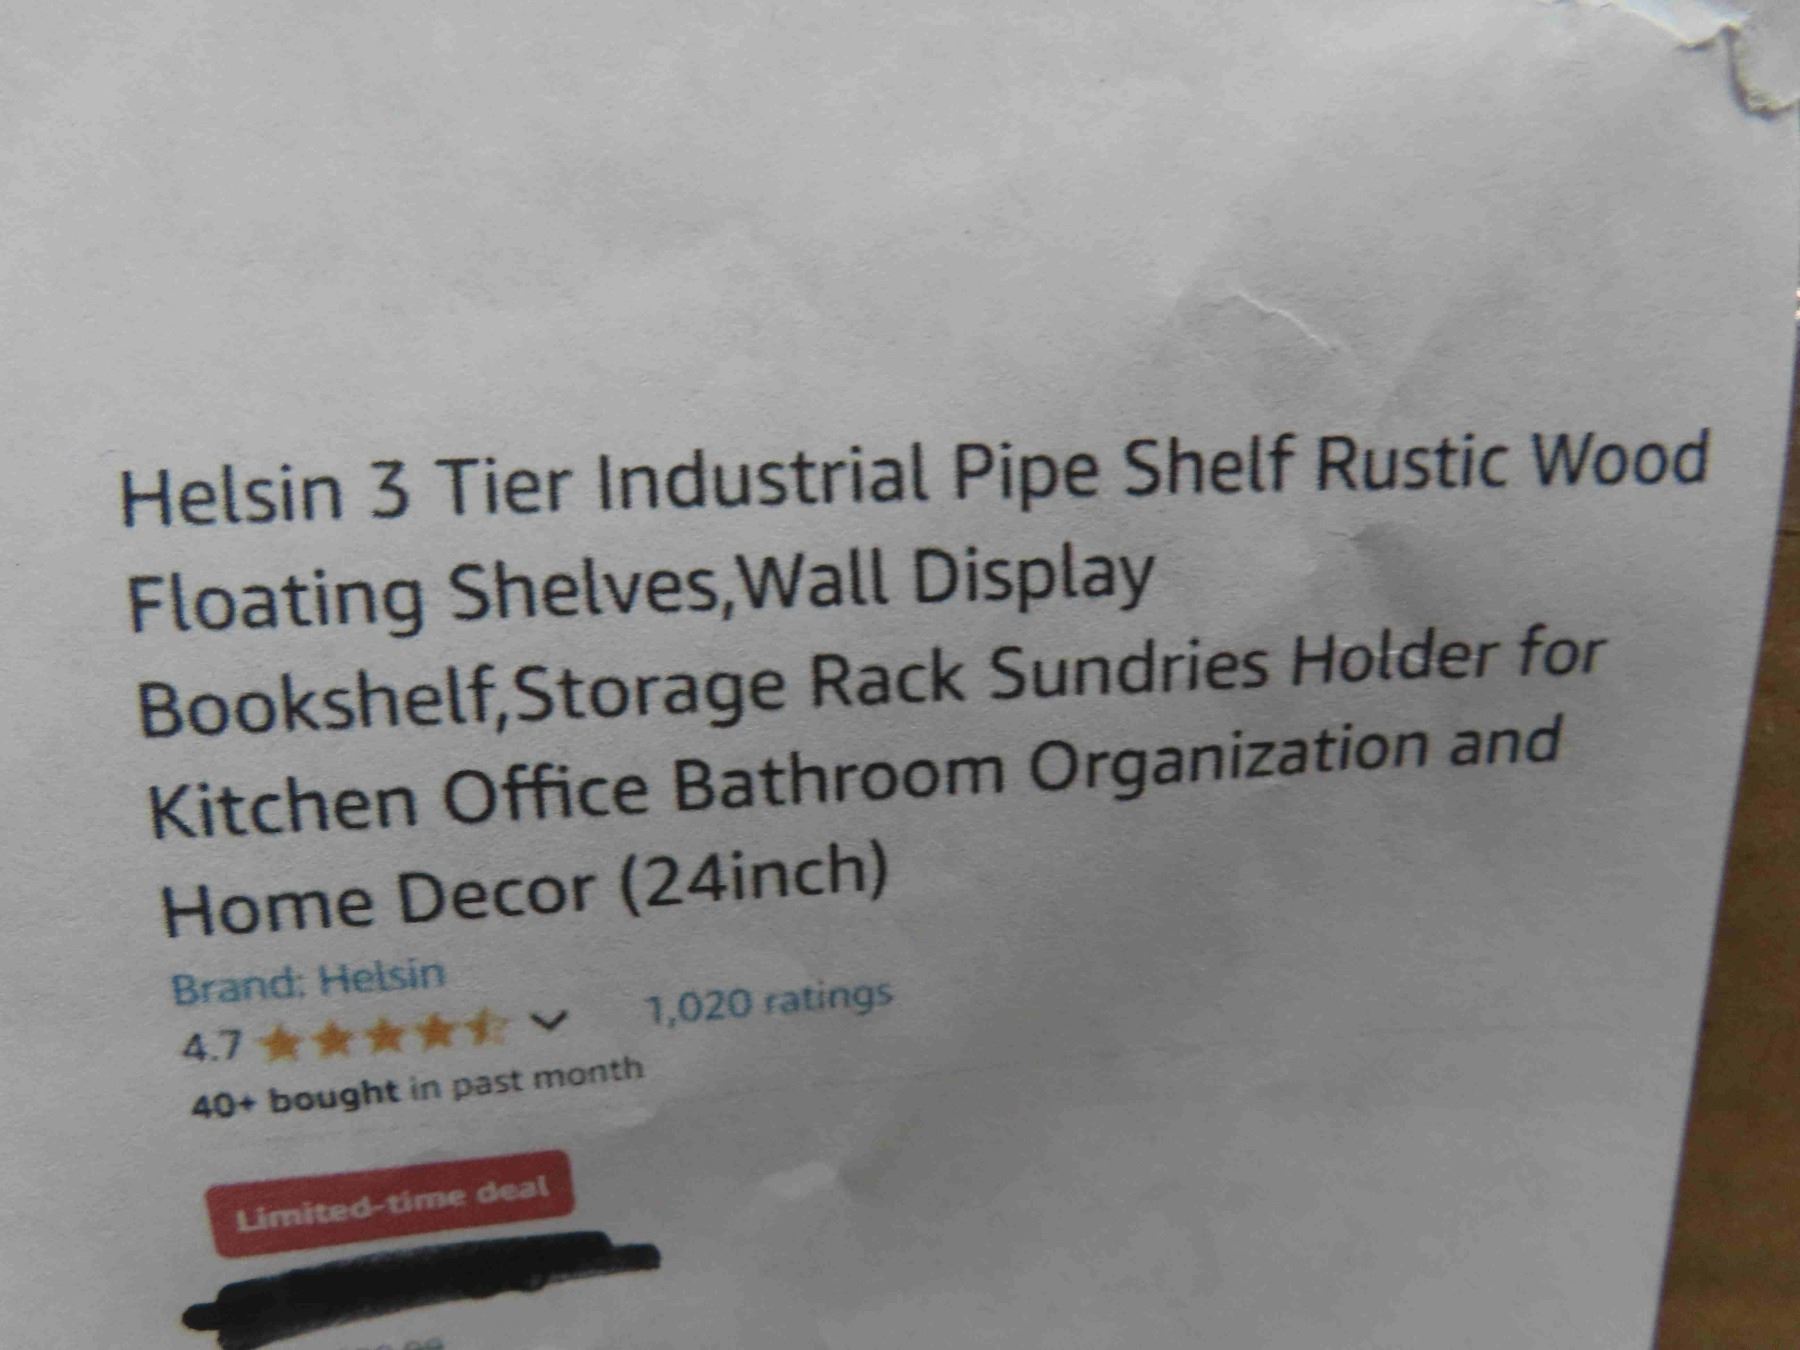 Helsin 3 Tier Industrial Pipe Shelf Rustic Wood
Floating Shelves,Wall Display
Bookshelf,Storage Rack Sundries Holder for
Kitchen Office Bathroom Organization and
Home Decor (24inch)
Brand: Helsin
4.7 1,020 ratings
40+ bought in past month
Limited-time deal